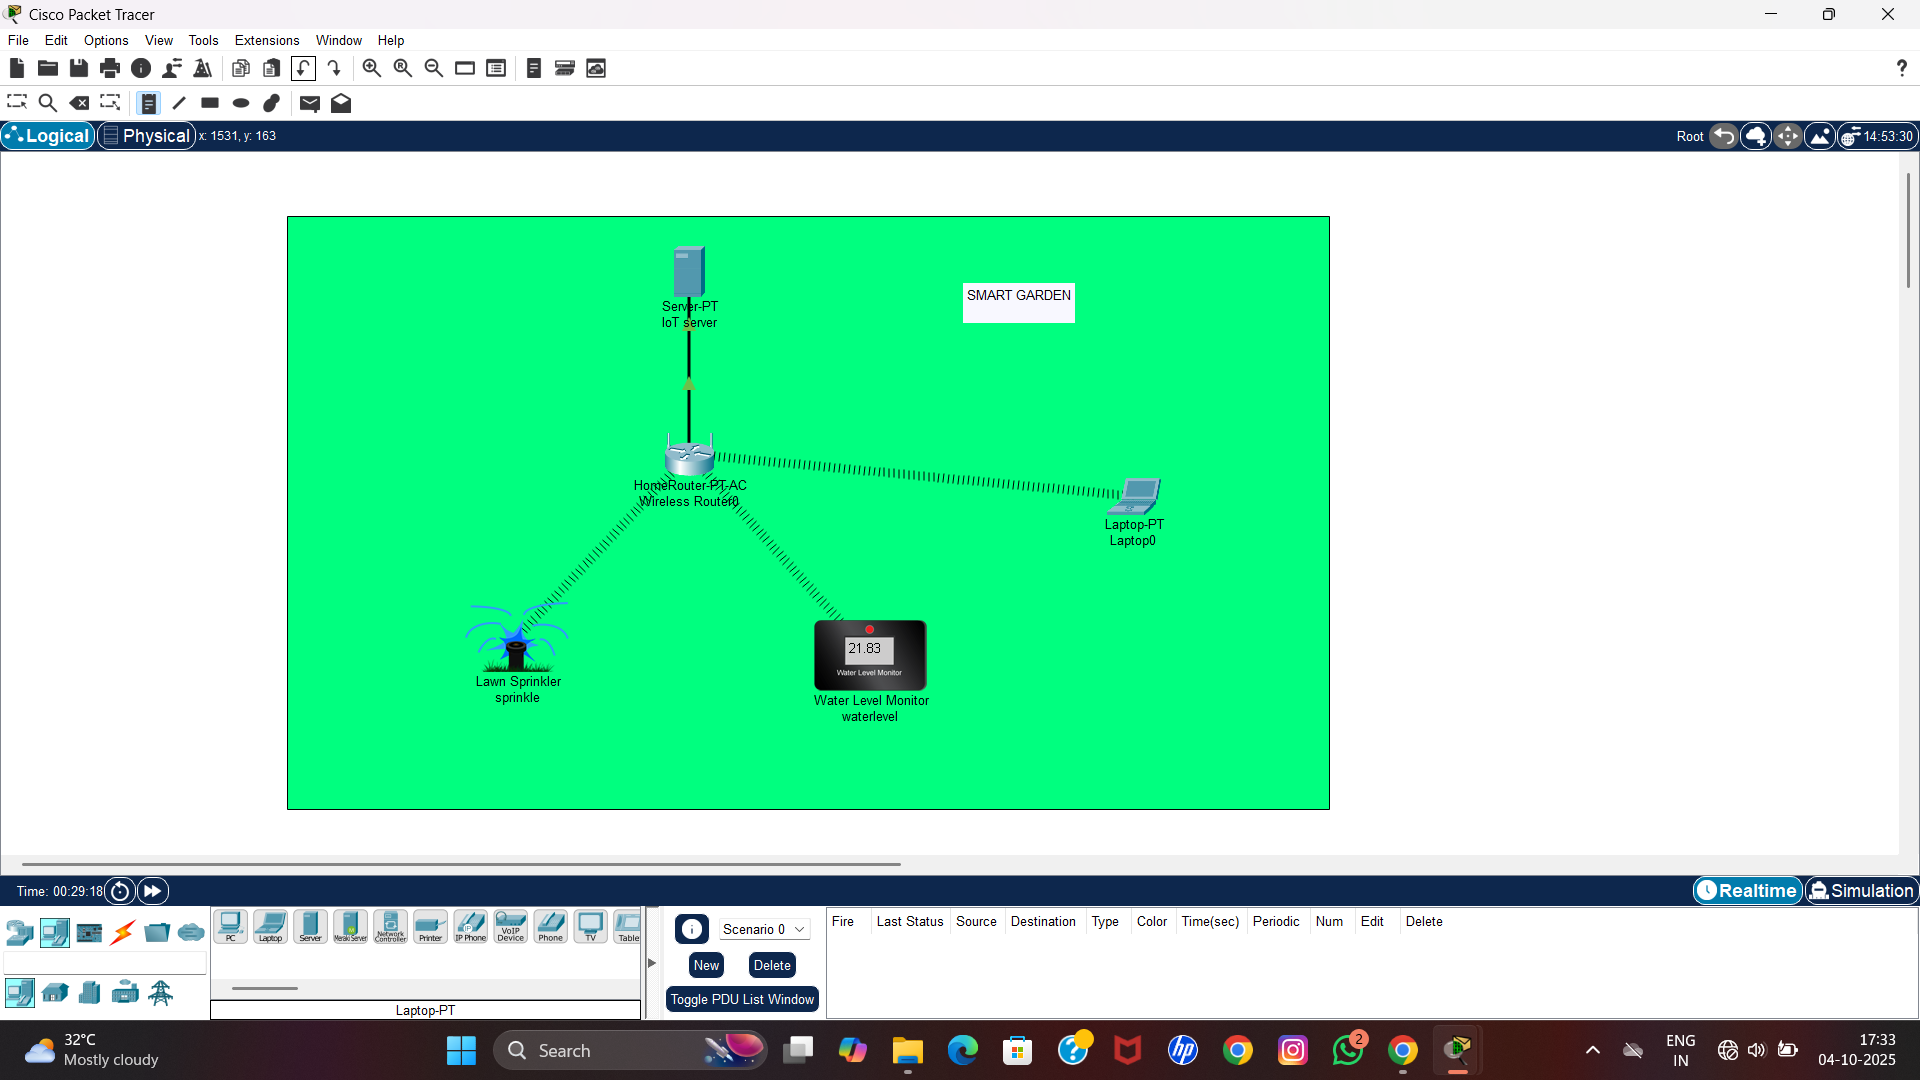 Cisco Packet Tracer
File Edit Options View Tools Extensions Window Help
?
Logical Physical x: 1531, y: 163 Root 14:53:30
SMART GARDEN
Server-PT
IoT server
HomeRouter-PT-AC
Wireless Router0
Laptop-PT
Laptop0
21.83
Water Level Monitor
Lawn Sprinkler
sprinkle
Water Level Monitor
waterlevel
Time: 00:29:18 Realtime Simulation
PC Laptop Server Meraki Server Network Controller Printer IP Phone VoIP Device Phone TV Table
Laptop-PT
Scenario 0
New Delete
Toggle PDU List Window
Fire Last Status Source Destination Type Color Time(sec) Periodic Num Edit Delete
32°C
Mostly cloudy
Search
2
ENG
IN
17:33
04-10-2025